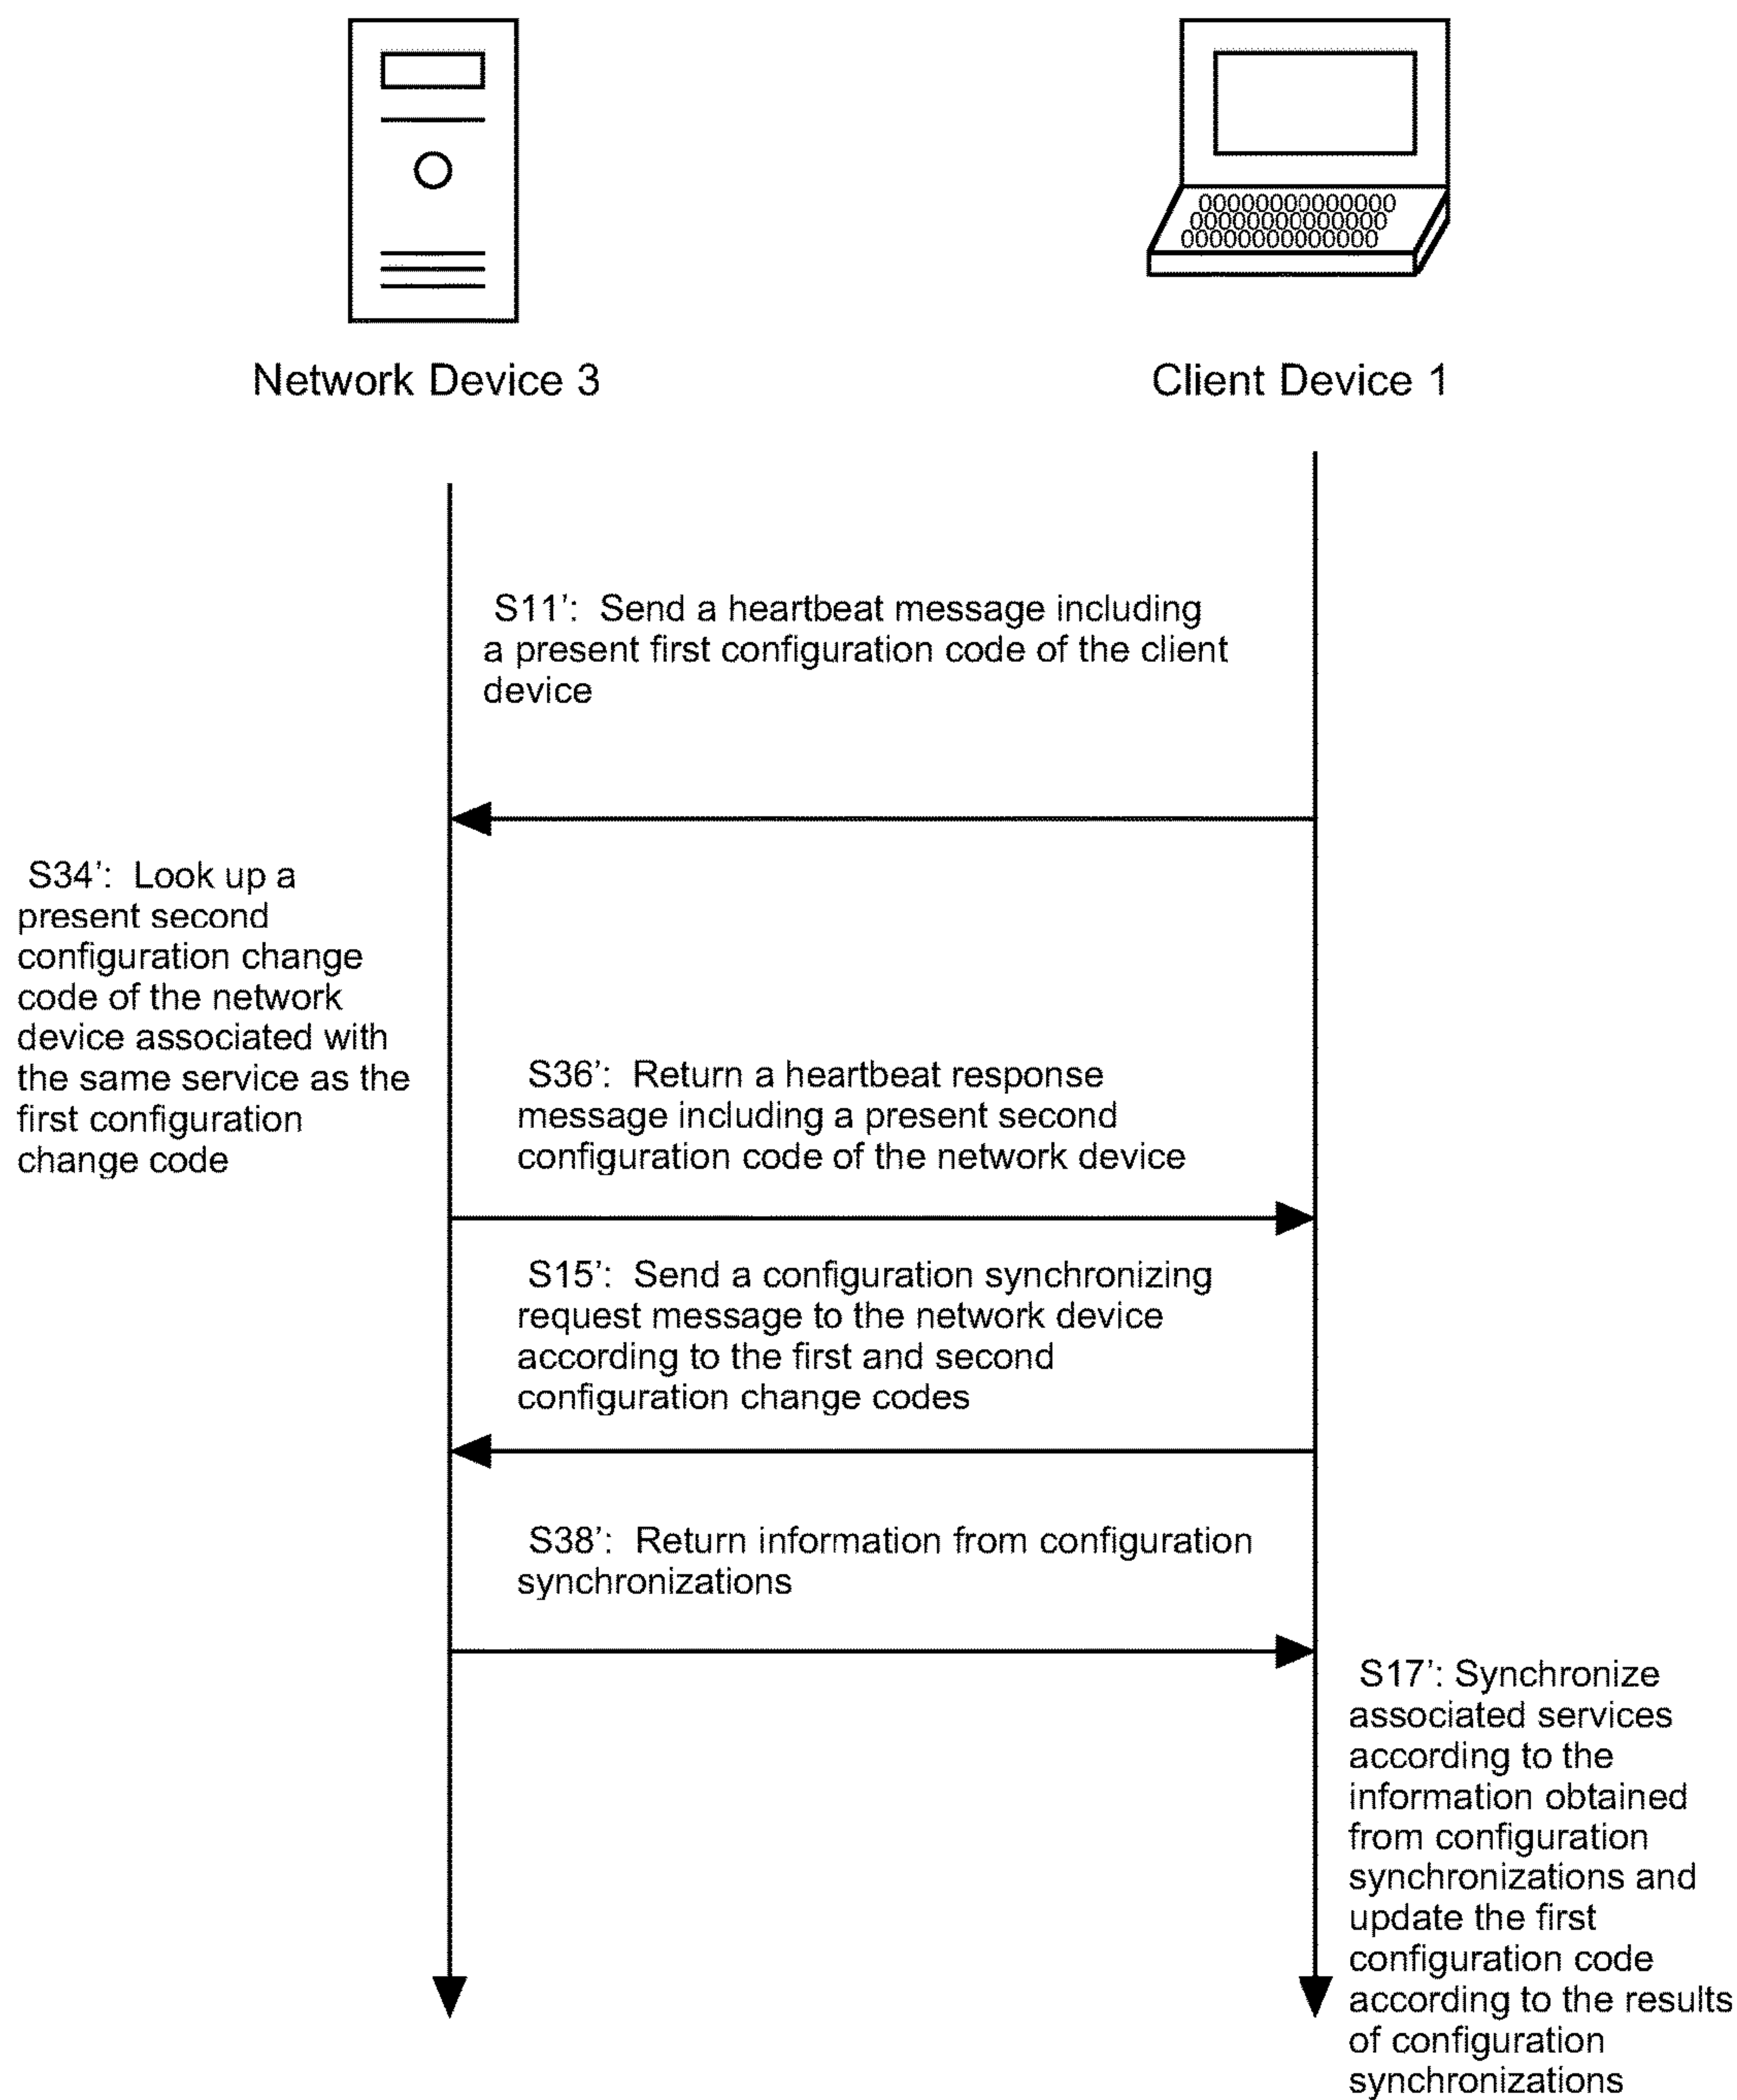 Network Device 3
Client Device 1
S11’: Send a heartbeat message including
a present first configuration code of the client
device
S34’: Look up a
present second
configuration change
code of the network
device associated with
the same service as the
first configuration
change code
S36’: Return a heartbeat response
message including a present second
configuration code of the network device
S15’: Send a configuration synchronizing
request message to the network device
according to the first and second
configuration change codes
S38’: Return information from configuration
synchronizations
S17’: Synchronize
associated services
according to the
information obtained
from configuration
synchronizations and
update the first
configuration code
according to the results
of configuration
synchronizations